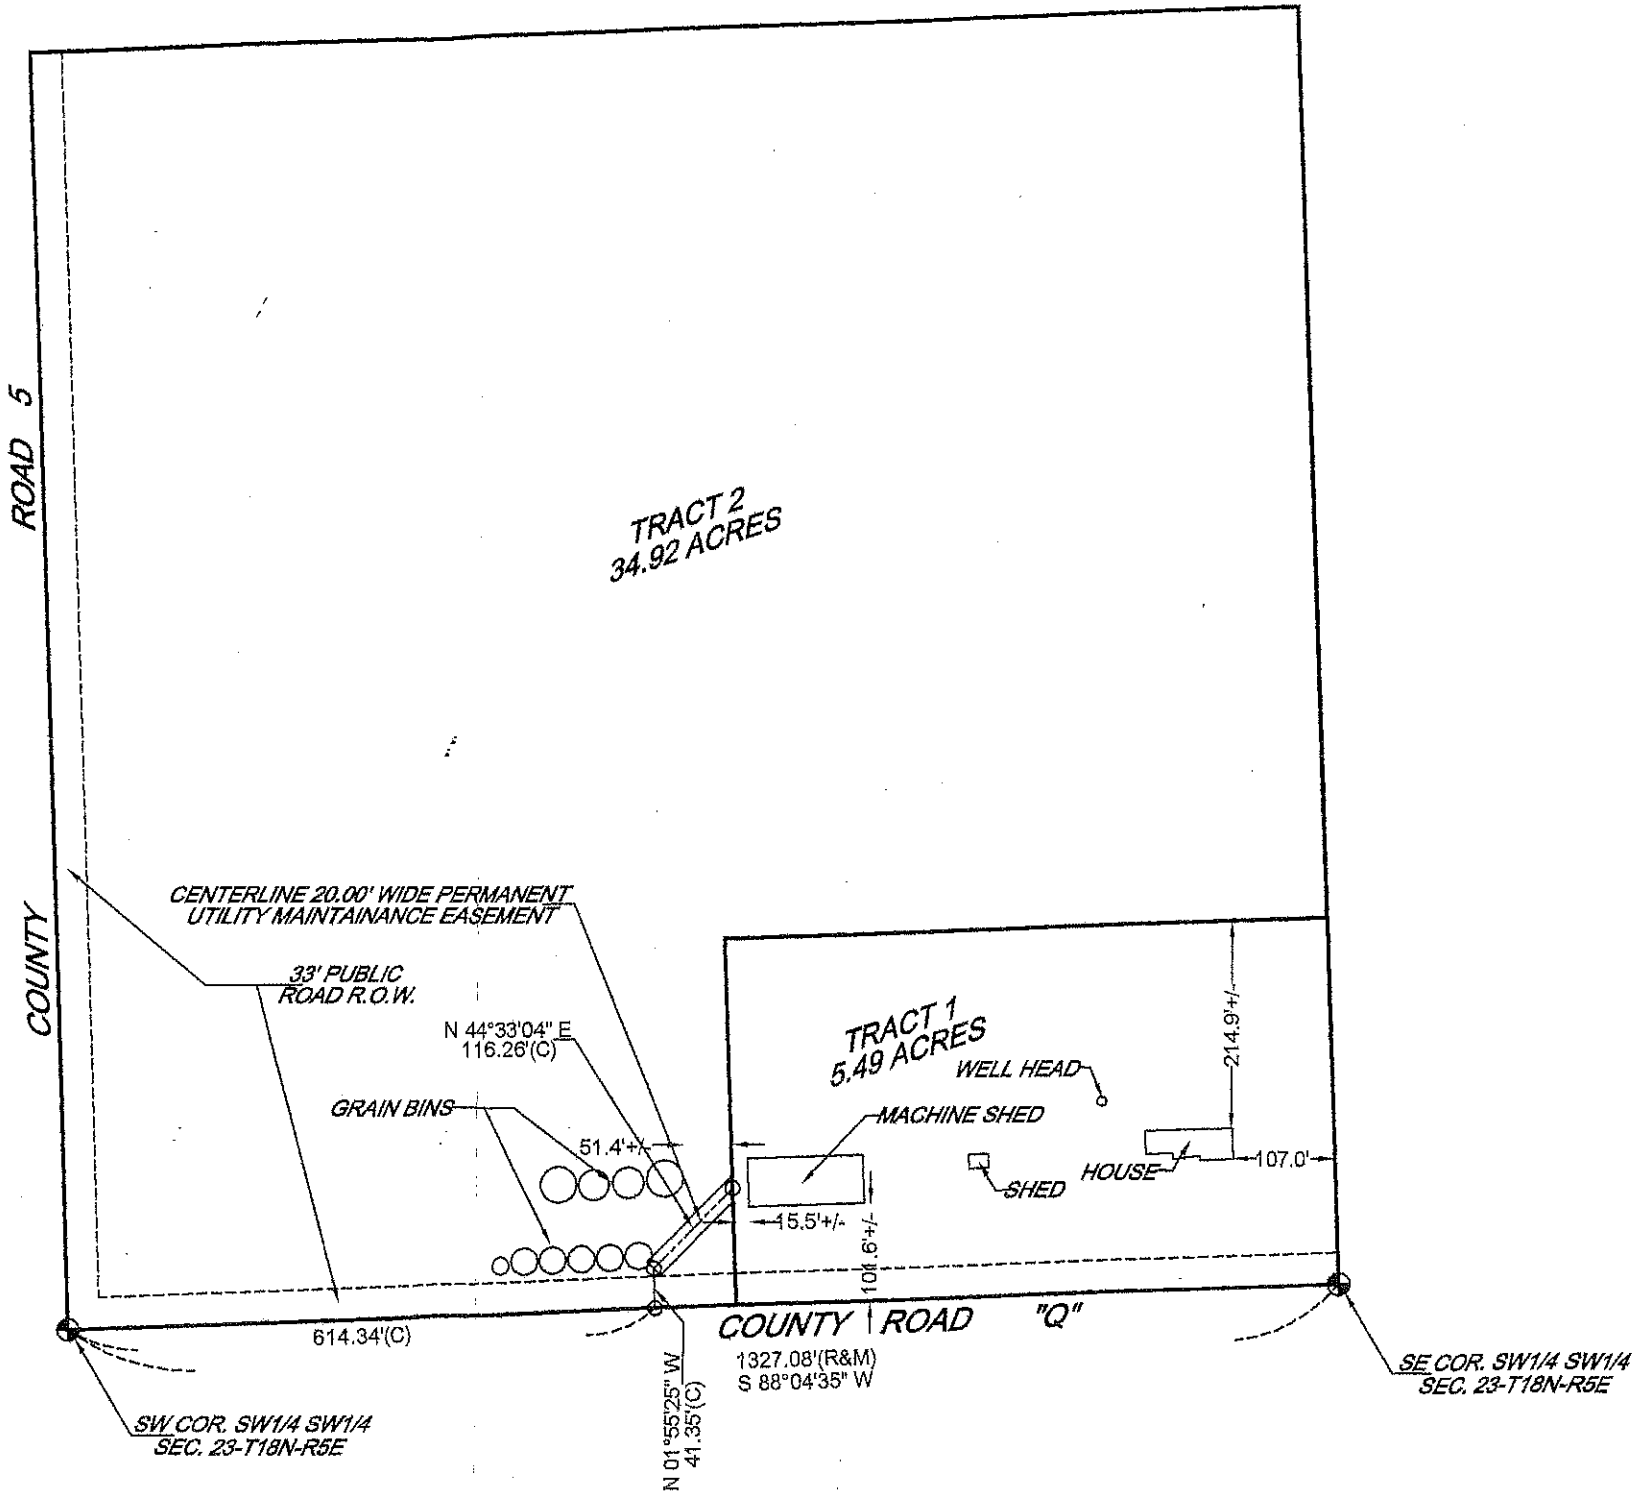 ROAD 5
COUNTY
TRACT 2
34.92 ACRES
CENTERLINE 20.00' WIDE PERMANENT
UTILITY MAINTAINANCE EASEMENT
33' PUBLIC
ROAD R.O.W.
N 44°33'04" E
116.26'(C)
GRAIN BINS
51.4'+/-
TRACT 1
5.49 ACRES
WELL HEAD
MACHINE SHED
214.9'+/-
HOUSE
107.0'
SHED
15.5'+/-
101.6'+/-
614.34'(C)
COUNTY ROAD "Q"
1327.08'(R&M)
S 88°04'35" W
N 01°55'25" W
41.35'(C)
SW COR. SW1/4 SW1/4
SEC. 23-T18N-R5E
SE COR. SW1/4 SW1/4
SEC. 23-T18N-R5E